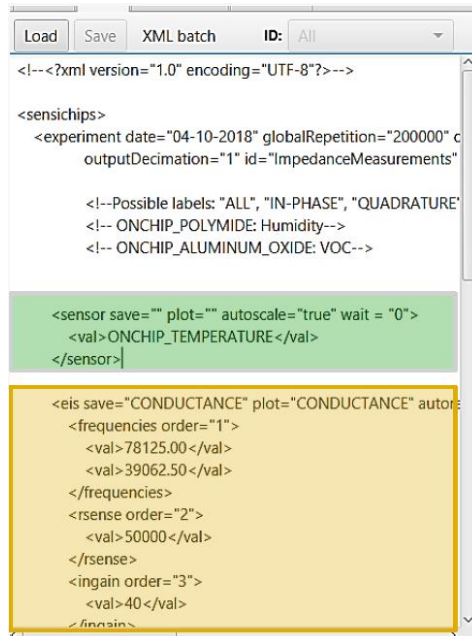 Load Save XML batch ID: All
<!--<?xml version="1.0" encoding="UTF-8"?>-->
<sensichips>
<experiment date="04-10-2018" globalRepetition="200000"
outputDecimation="1" id="ImpedanceMeasurements"
<!--Possible labels: "ALL", "IN-PHASE", "QUADRATURE"
<!-- ONCHIP_POLYMIDE: Humidity-->
<!-- ONCHIP_ALUMINUM_OXIDE: VOC-->
<sensor save="" plot="" autoscale="true" wait = "0">
<val>ONCHIP_TEMPERATURE</val>
</sensor>
<eis save="CONDUCTANCE" plot="CONDUCTANCE"
<frequencies order="1">
<val>78125.00</val>
<val>39062.50</val>
</frequencies>
<rsense order="2">
<val>50000</val>
</rsense>
<ingain order="3">
<val>40</val>
</ingain>